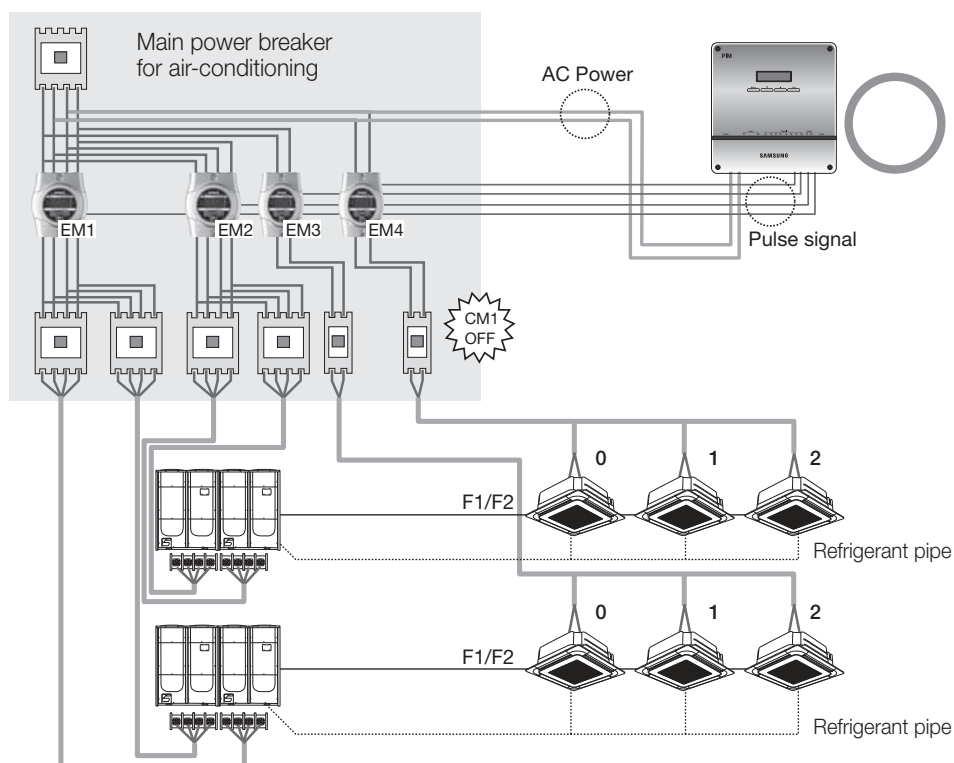 Main power breaker
for air-conditioning
AC Power
PIM
SAMSUNG
EM1
EM2
EM3
EM4
Pulse signal
CM1
OFF
0
1
2
F1/F2
Refrigerant pipe
0
1
2
F1/F2
Refrigerant pipe